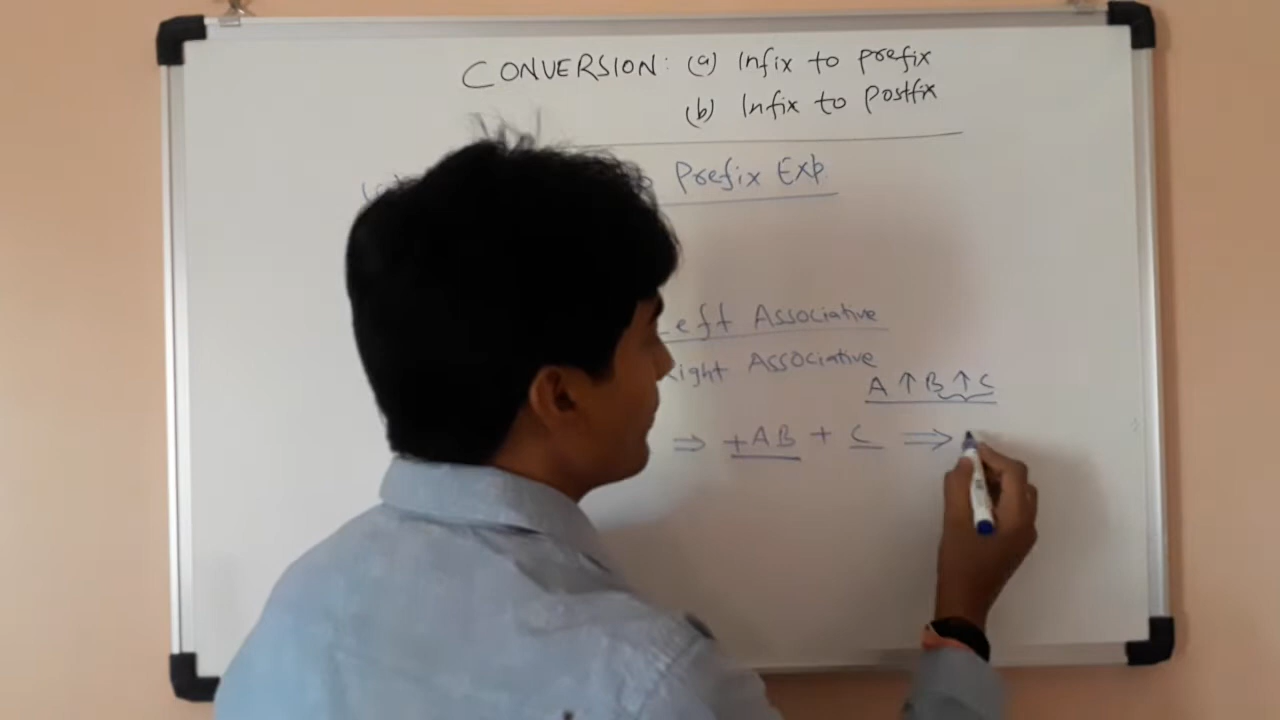 CONVERSION: (a) Infix to prefix
(b) Infix to Postfix
Prefix Exp.
Left Associative
Right Associative
A ↑ B ↑ C
⇒ +AB + C ⇒